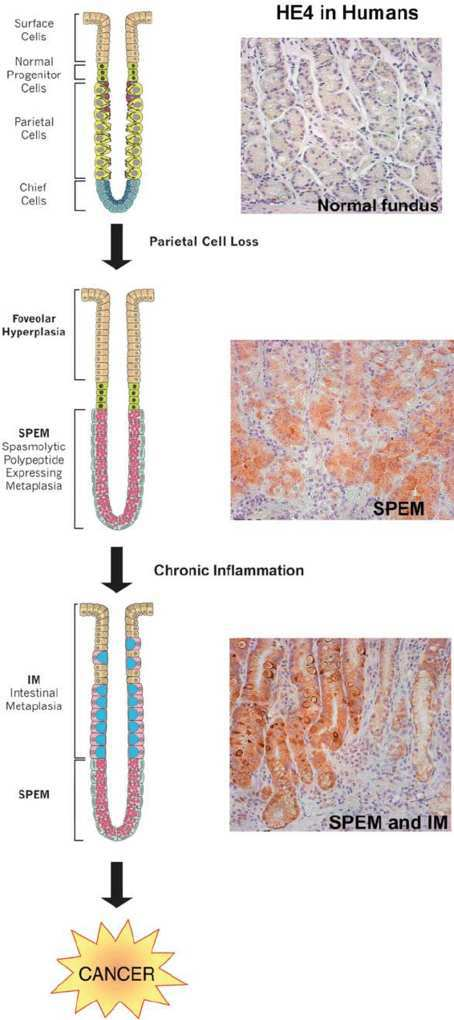 HE4 in Humans
Surface
Cells
Normal
Progenitor
Cells
Parietal
Cells
Chief
Cells
Normal fundus
Parietal Cell Loss
Foveolar
Hyperplasia
SPEM
Spasmolytic
Polypeptide
Expressing
Metaplasia
SPEM
Chronic Inflammation
IM
Intestinal
Metaplasia
SPEM
SPEM and IM
CANCER